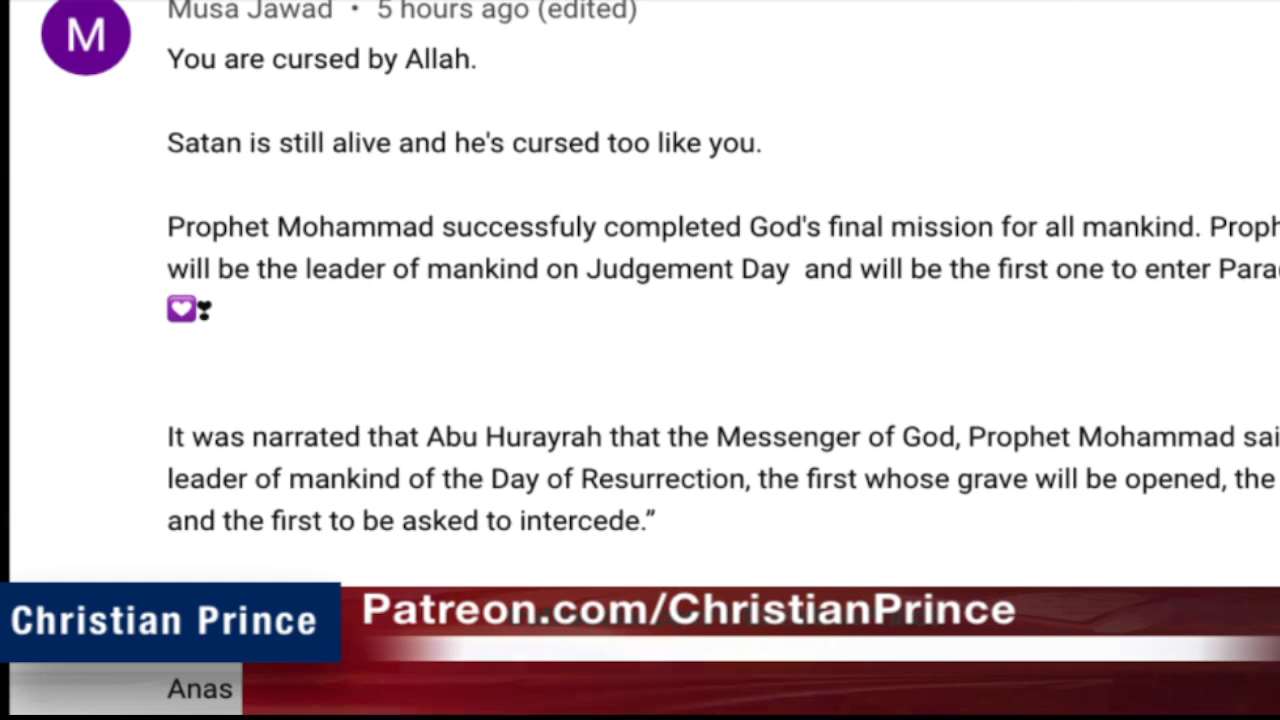 Musa Jawad • 5 hours ago (edited)
M
You are cursed by Allah.
Satan is still alive and he's cursed too like you.
Prophet Mohammad successfuly completed God's final mission for all mankind. Proph
will be the leader of mankind on Judgement Day and will be the first one to enter Para
💟❣
It was narrated that Abu Hurayrah that the Messenger of God, Prophet Mohammad sai
leader of mankind of the Day of Resurrection, the first whose grave will be opened, the
and the first to be asked to intercede.”
Christian Prince
Patreon.com/ChristianPrince
Anas